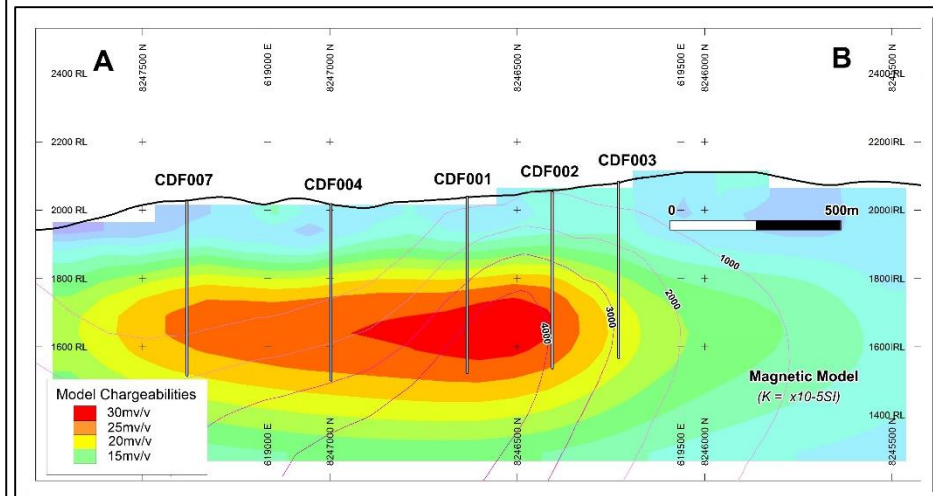 A
B
8247500 N
619000 E
8247000 N
8246500 N
619500 E
8246000 N
8245500 N
2400 RL
2400 RL
2200 RL
2200 RL
CDF007
CDF004
CDF001
CDF002
CDF003
0
500m
2000 RL
2000 RL
1800 RL
1800 RL
1600 RL
1600 RL
1400 RL
1000
2000
3000
4000
Magnetic Model
(K = x10-5SI)
Model Chargeabilities
30mv/v
25mv/v
20mv/v
15mv/v
619000 E
8247000 N
8246500 N
619500 E
8246000 N
8245500 N